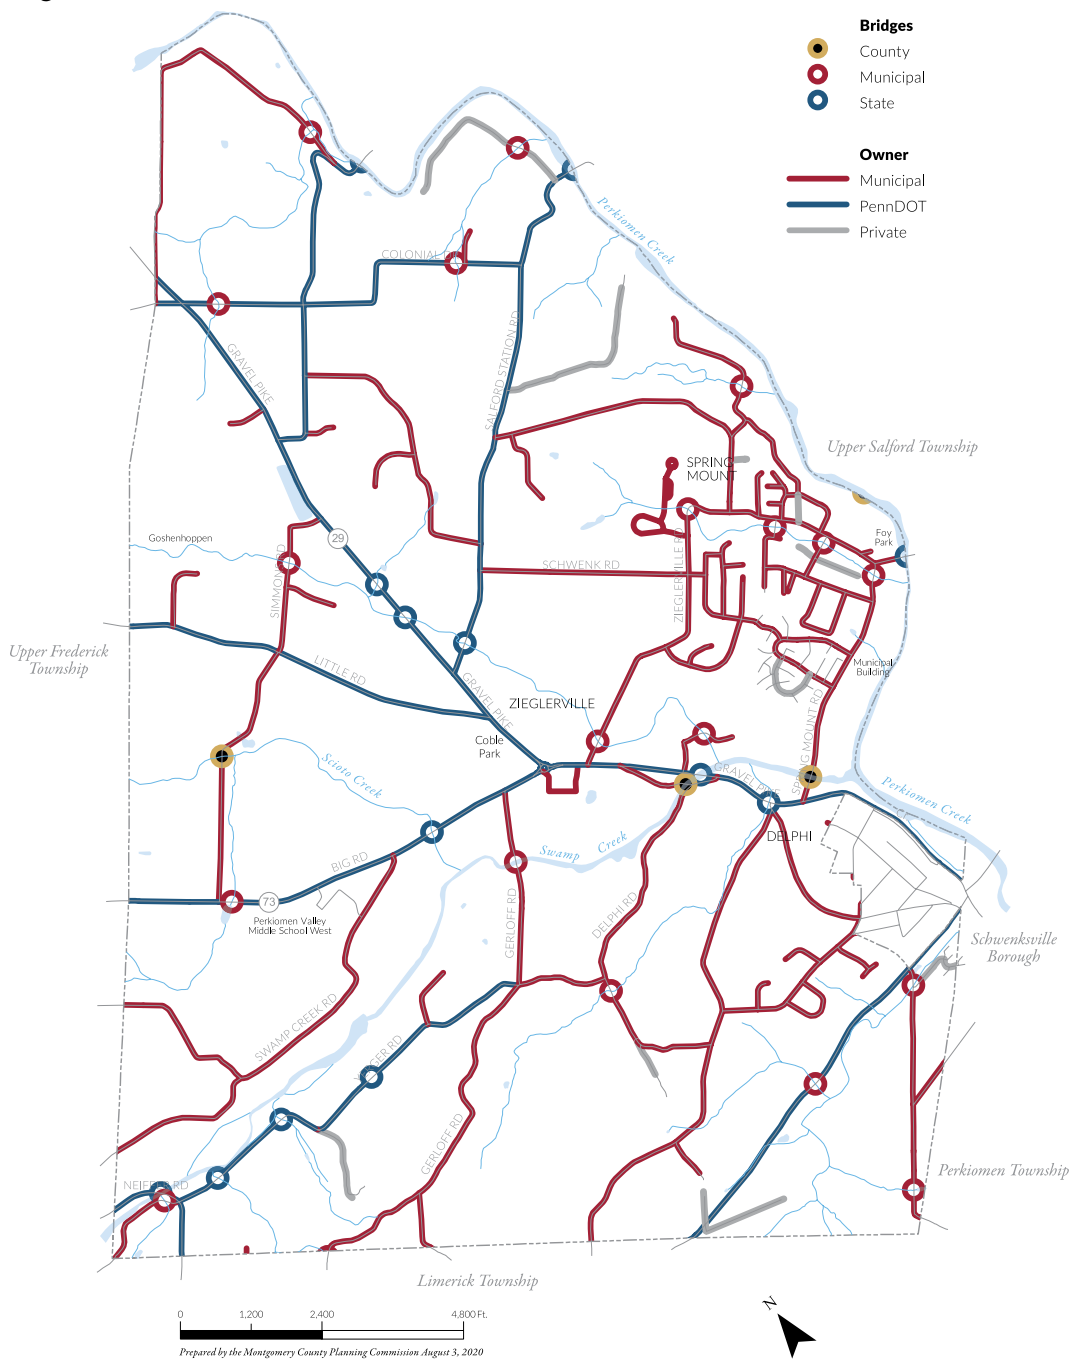 Bridges
County
Municipal
State
Owner
Municipal
PennDOT
Private
Perkiomen Creek
COLONIAL
SALFORD STATION RD
GRAVEL PIKE
Upper Salford Township
SPRING
MOUNT
29
Goshenhoppen
Foy
Park
SCHWENK RD
ZIEGLERVILLE RD
SIMMON RD
Upper Frederick
Township
LITTLE RD
GRAVEL PIKE
Municipal
Building
ZIEGLERVILLE
SPRING MOUNT RD
Coble
Park
Scioto Creek
GRAVEL PIKE
Perkiomen Creek
DELPHI
Swamp Creek
BIG RD
73
Perkiomen Valley
Middle School West
GERLOFF RD
DELPHI RD
Schwenksville
Borough
SWAMP CREEK RD
GERLOFF RD
Perkiomen Township
Limerick Township
N
0 1,200 2,400 4,800 Ft.
Prepared by the Montgomery County Planning Commission August 3, 2020